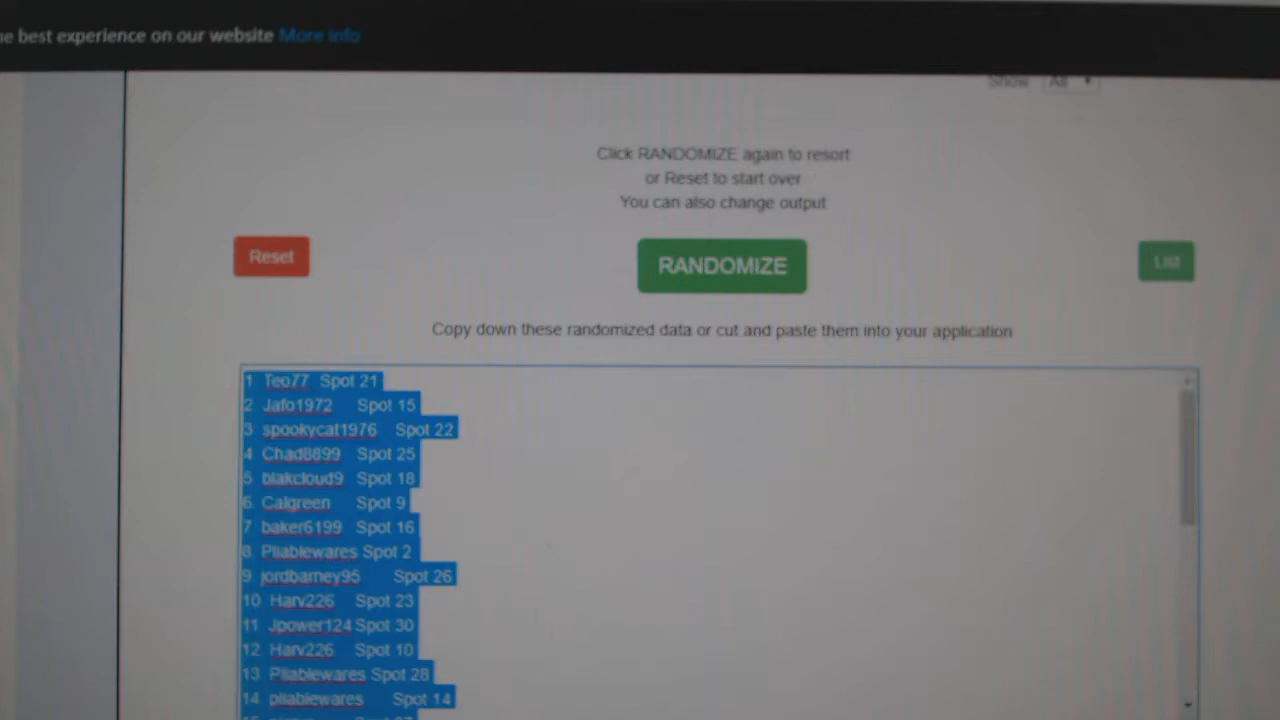 he best experience on our website More info
Show All
Click RANDOMIZE again to resort
or Reset to start over
You can also change output
Reset
RANDOMIZE
List
Copy down these randomized data or cut and paste them into your application
1 Teo77 Spot 21
2 Jafo1972 Spot 15
3 spookycat1976 Spot 22
4 Chad8899 Spot 25
5 blakcloud9 Spot 18
6 Calgreen Spot 9
7 baker6199 Spot 16
8 Pliablewares Spot 2
9 jordbarney95 Spot 26
10 Harv226 Spot 23
11 Jpower124 Spot 30
12 Harv226 Spot 10
13 Pliablewares Spot 28
14 pliablewares Spot 14